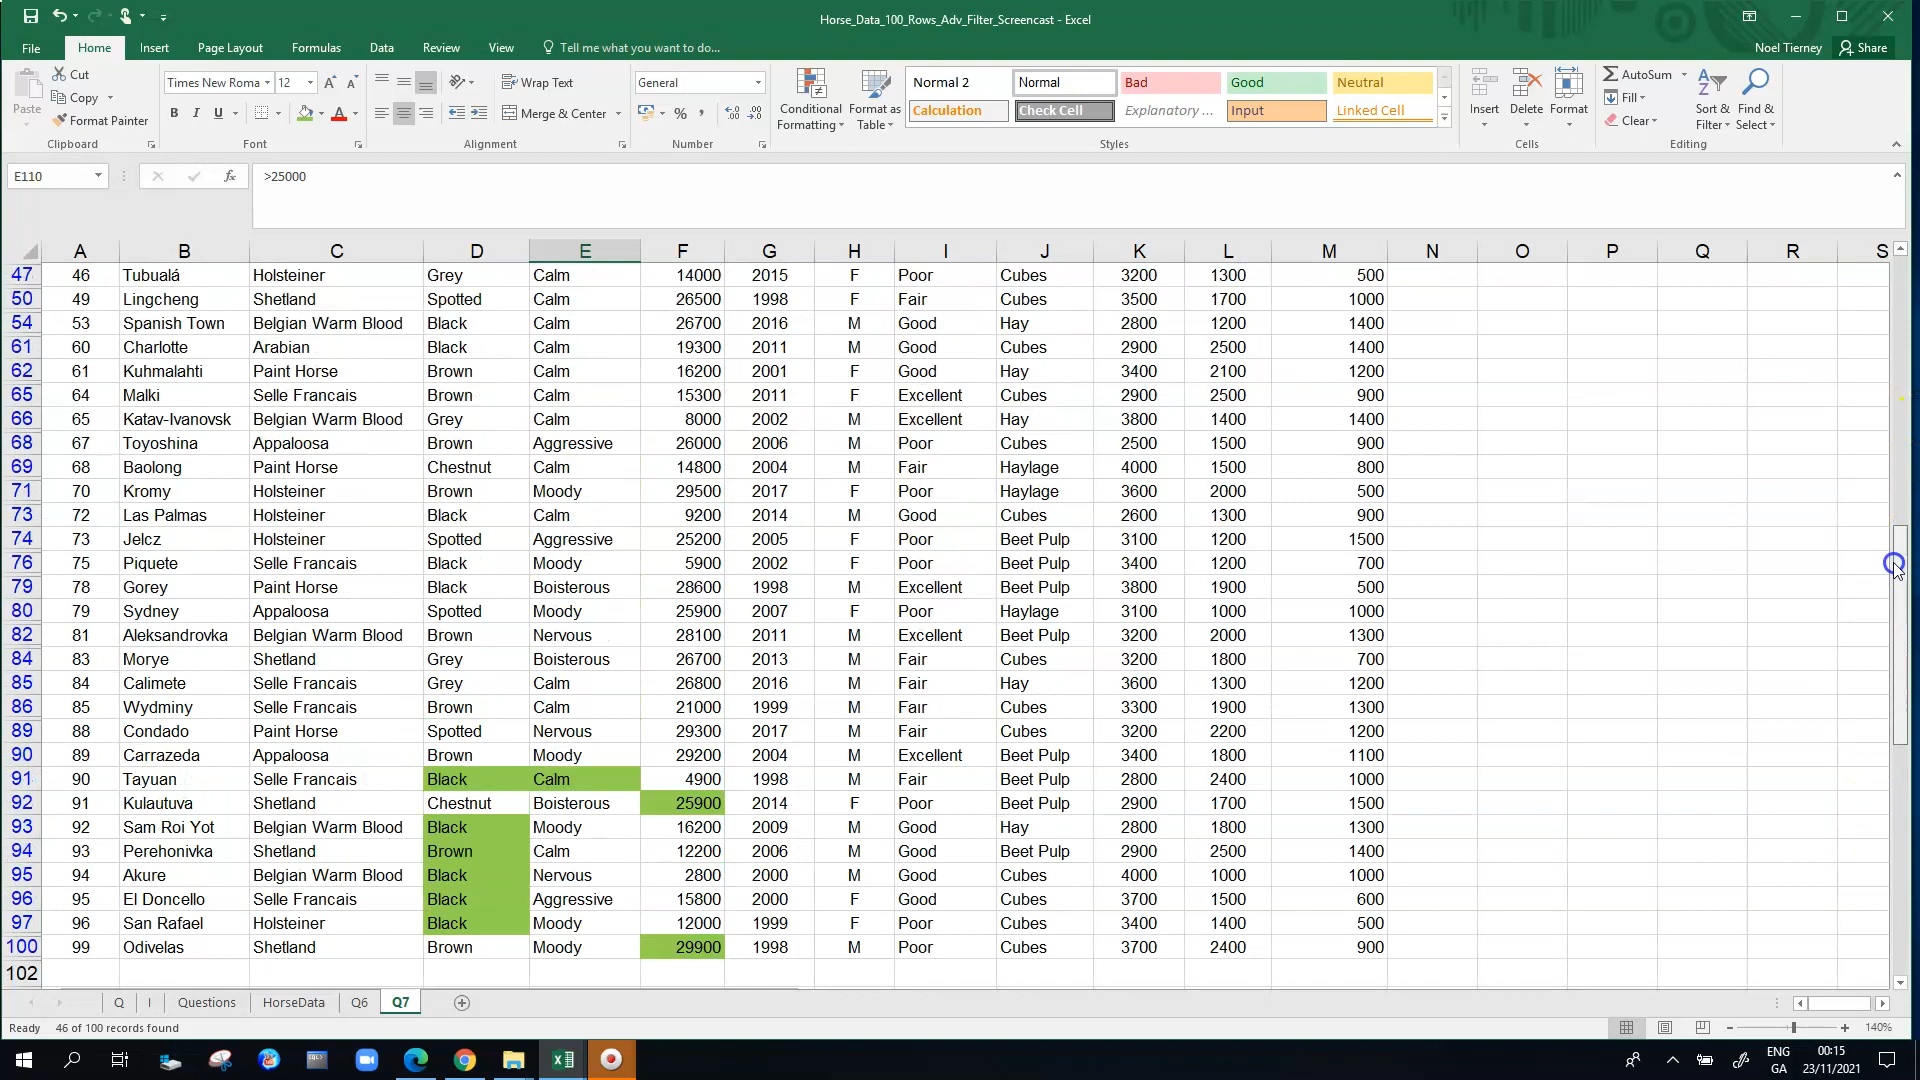 Horse_Data_100_Rows_Adv_Filter_Screencast - Excel
File Home Insert Page Layout Formulas Data Review View Tell me what you want to do... Noel Tierney Share
Paste Cut Copy Format Painter Clipboard
Times New Roma 12 B I U Font
Wrap Text Merge & Center Alignment
General % , Number
Conditional Formatting Format as Table
Normal 2 Normal Bad Good Neutral
Calculation Check Cell Explanatory ... Input Linked Cell
Styles
Insert Delete Format Cells
AutoSum Fill Clear Sort & Filter Find & Select Editing
E110 fx >25000
A B C D E F G H I J K L M N O P Q R S
47 46 Tubualá Holsteiner Grey Calm 14000 2015 F Poor Cubes 3200 1300 500
50 49 Lingcheng Shetland Spotted Calm 26500 1998 F Fair Cubes 3500 1700 1000
54 53 Spanish Town Belgian Warm Blood Black Calm 26700 2016 M Good Hay 2800 1200 1400
61 60 Charlotte Arabian Black Calm 19300 2011 M Good Cubes 2900 2500 1400
62 61 Kuhmalahti Paint Horse Brown Calm 16200 2001 F Good Hay 3400 2100 1200
65 64 Malki Selle Francais Brown Calm 15300 2011 F Excellent Cubes 2900 2500 900
66 65 Katav-Ivanovsk Belgian Warm Blood Grey Calm 8000 2002 M Excellent Hay 3800 1400 1400
68 67 Toyoshina Appaloosa Brown Aggressive 26000 2006 M Poor Cubes 2500 1500 900
69 68 Baolong Paint Horse Chestnut Calm 14800 2004 M Fair Haylage 4000 1500 800
71 70 Kromy Holsteiner Brown Moody 29500 2017 F Poor Haylage 3600 2000 500
73 72 Las Palmas Holsteiner Black Calm 9200 2014 M Good Cubes 2600 1300 900
74 73 Jelcz Holsteiner Spotted Aggressive 25200 2005 F Poor Beet Pulp 3100 1200 1500
76 75 Piquete Selle Francais Black Moody 5900 2002 F Poor Beet Pulp 3400 1200 700
79 78 Gorey Paint Horse Black Boisterous 28600 1998 M Excellent Beet Pulp 3800 1900 500
80 79 Sydney Appaloosa Spotted Moody 25900 2007 F Poor Haylage 3100 1000 1000
82 81 Aleksandrovka Belgian Warm Blood Brown Nervous 28100 2011 M Excellent Beet Pulp 3200 2000 1300
84 83 Morye Shetland Grey Boisterous 26700 2013 M Fair Cubes 3200 1800 700
85 84 Calimete Selle Francais Grey Calm 26800 2016 M Fair Hay 3600 1300 1200
86 85 Wydminy Selle Francais Brown Calm 21000 1999 M Fair Cubes 3300 1900 1300
89 88 Condado Paint Horse Spotted Nervous 29300 2017 M Fair Cubes 3200 2200 1200
90 89 Carrazeda Appaloosa Brown Moody 29200 2004 M Excellent Beet Pulp 3400 1800 1100
91 90 Tayuan Selle Francais Black Calm 4900 1998 M Fair Beet Pulp 2800 2400 1000
92 91 Kulautuva Shetland Chestnut Boisterous 25900 2014 F Poor Beet Pulp 2900 1700 1500
93 92 Sam Roi Yot Belgian Warm Blood Black Moody 16200 2009 M Good Hay 2800 1800 1300
94 93 Perehonivka Shetland Brown Calm 12200 2006 M Good Beet Pulp 2900 2500 1400
95 94 Akure Belgian Warm Blood Black Nervous 2800 2000 M Good Cubes 4000 1000 1000
96 95 El Doncello Selle Francais Black Aggressive 15800 2000 F Good Cubes 3700 1500 600
97 96 San Rafael Holsteiner Black Moody 12000 1999 F Poor Cubes 3400 1400 500
100 99 Odivelas Shetland Brown Moody 29900 1998 M Poor Cubes 3700 2400 900
102
Q I Questions HorseData Q6 Q7
Ready 46 of 100 records found 140%
ENG 00:15
GA 23/11/2021